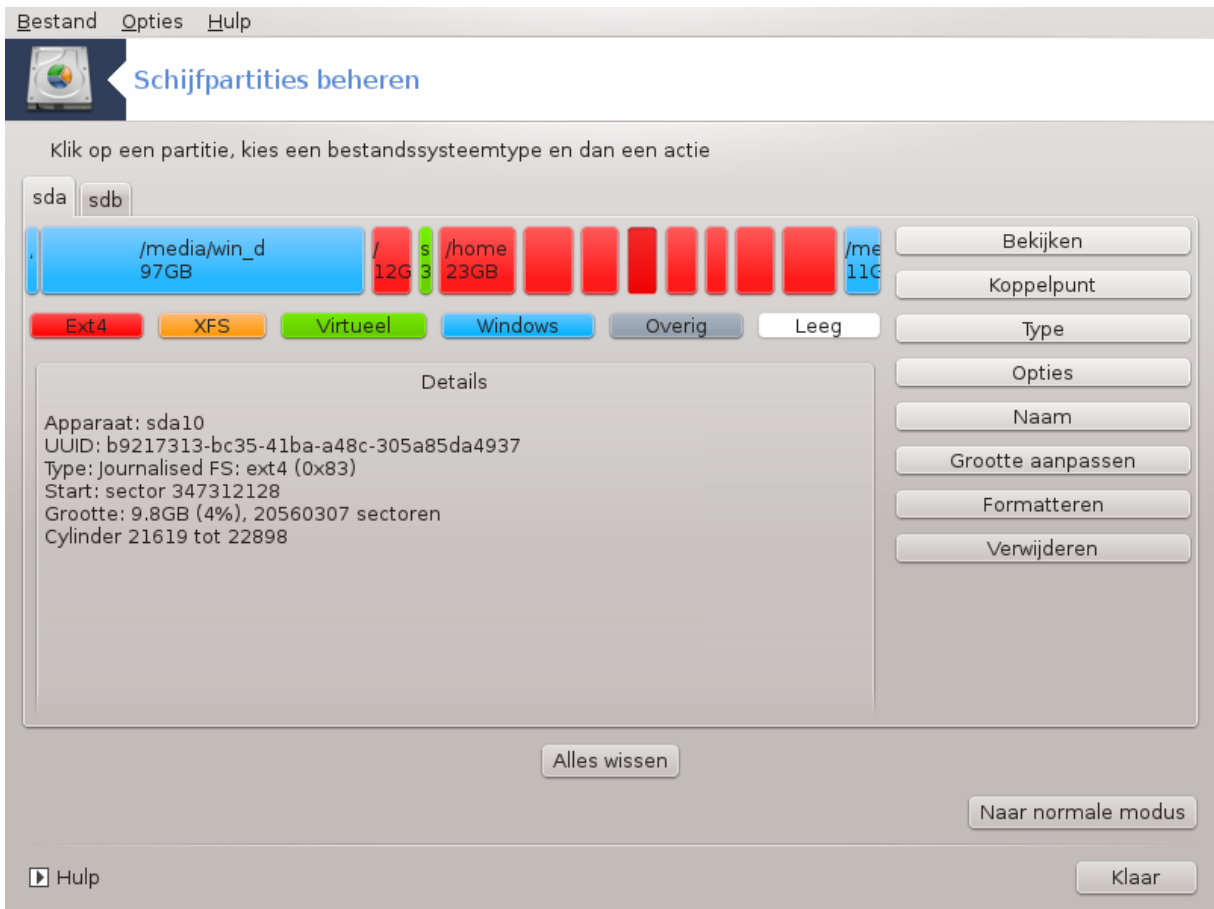 Bestand Opties Hulp
Schijfpartities beheren
Klik op een partitie, kies een bestandssysteemtype en dan een actie
sda sdb
/media/win_d
97GB
/
12G
s
3
/home
23GB
/me
11G
Ext4 XFS Virtueel Windows Overig Leeg
Details
Apparaat: sda10
UUID: b9217313-bc35-41ba-a48c-305a85da4937
Type: Journalised FS: ext4 (0x83)
Start: sector 347312128
Grootte: 9.8GB (4%), 20560307 sectoren
Cylinder 21619 tot 22898
Bekijken
Koppelpunt
Type
Opties
Naam
Grootte aanpassen
Formatteren
Verwijderen
Alles wissen
Naar normale modus
Hulp
Klaar